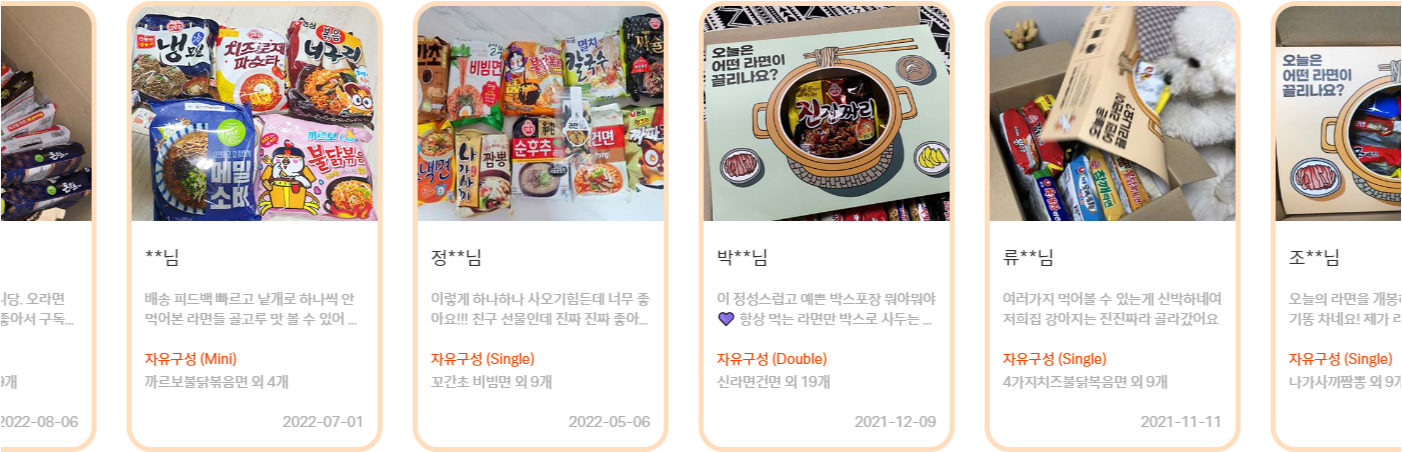 냉모밀
치즈로제
파스타
볶음
너구리
메밀
소바
까르보
불닭볶음
비빔면
멸치
칼국수
나가사끼
짬뽕
순후추
건면
오늘은
어떤 라면이
끌리나요?
진진짜라
오늘은
어떤 라면이
끌리나요?
참깨라면
오늘은
어떤 라면이
끌리나요?
니당. 오라면
좋아서 구독...
9개
2022-08-06
**님
배송 피드백 빠르고 낱개로 하나씩 안
먹어본 라면들 골고루 맛 볼 수 있어 ...
자유구성 (Mini)
까르보불닭볶음면 외 4개
2022-07-01
정**님
이렇게 하나하나 사오기힘든데 너무 좋
아요!!! 친구 선물인데 진짜 진짜 좋아...
자유구성 (Single)
꼬간초 비빔면 외 9개
2022-05-06
박**님
이 정성스럽고 예쁜 박스포장 뭐야뭐야
💜 항상 먹는 라면만 박스로 사두는 ...
자유구성 (Double)
신라면건면 외 19개
2021-12-09
류**님
여러가지 먹어볼 수 있는게 신박하네여
저희집 강아지는 진진짜라 골라갔어요
자유구성 (Single)
4가지치즈불닭볶음면 외 9개
2021-11-11
조**님
오늘의 라면을 개봉
기똥 차네요! 제가 라
자유구성 (Single)
나가사끼짬뽕 외 9개